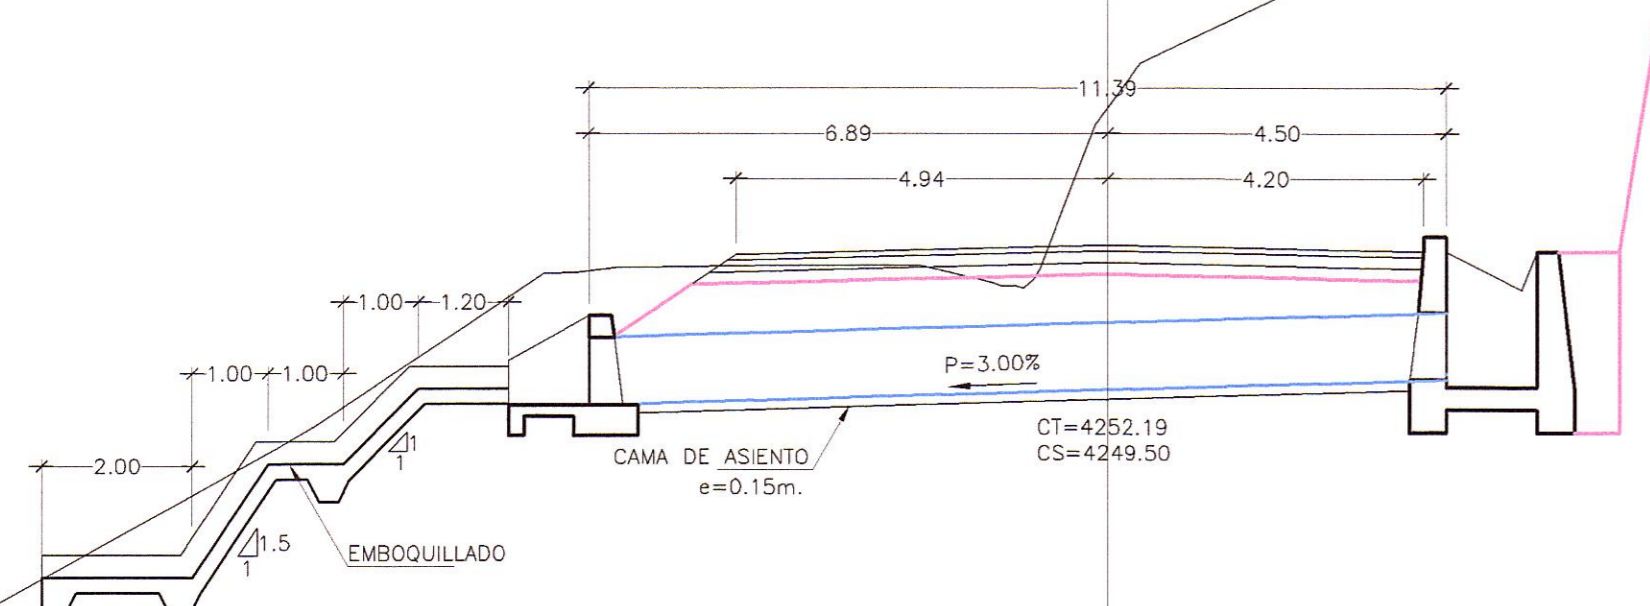 11.39
6.89
4.50
4.94
4.20
1.00
1.20
1.00
1.00
P=3.00%
CT=4252.19
CS=4249.50
1
1
CAMA DE ASIENTO
e=0.15m.
2.00
1.5
1
EMBOQUILLADO